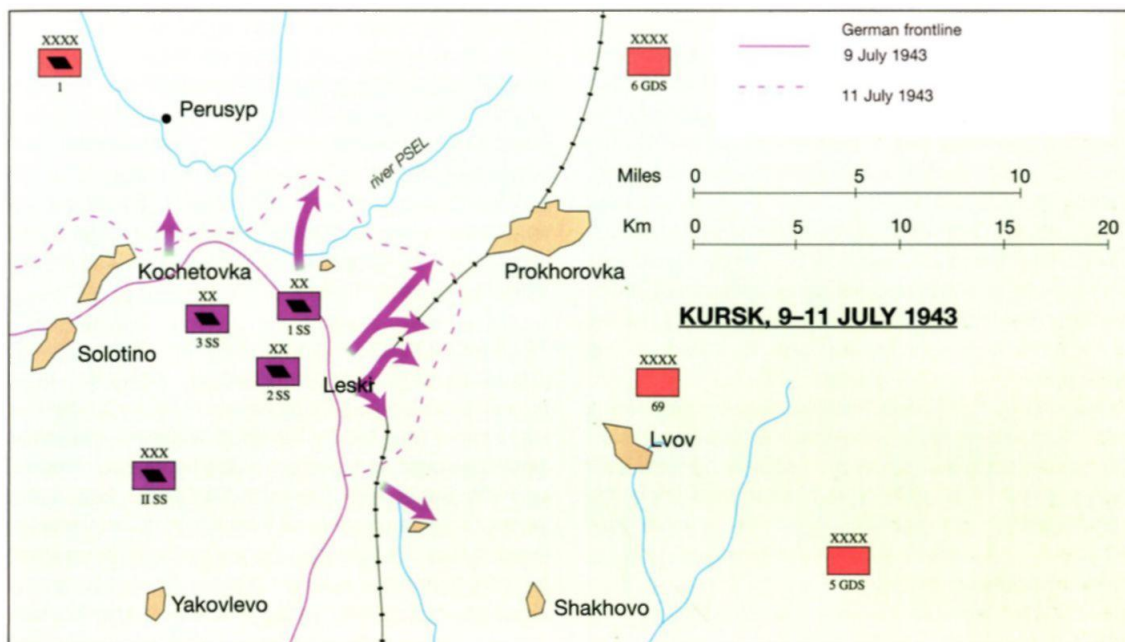 XXXX
1
Perusyp
river PSEL
XXXX
6 GDS
German frontline
9 July 1943
11 July 1943
Miles
0 5 10
Km
0 5 10 15 20
Prokhorovka
Kochetovka
XX
3 SS
XX
1 SS
XX
2 SS
Solotino
Leskr
KURSK, 9–11 JULY 1943
XXXX
69
Lvov
XXX
II SS
XXXX
5 GDS
Yakovlevo
Shakhovo